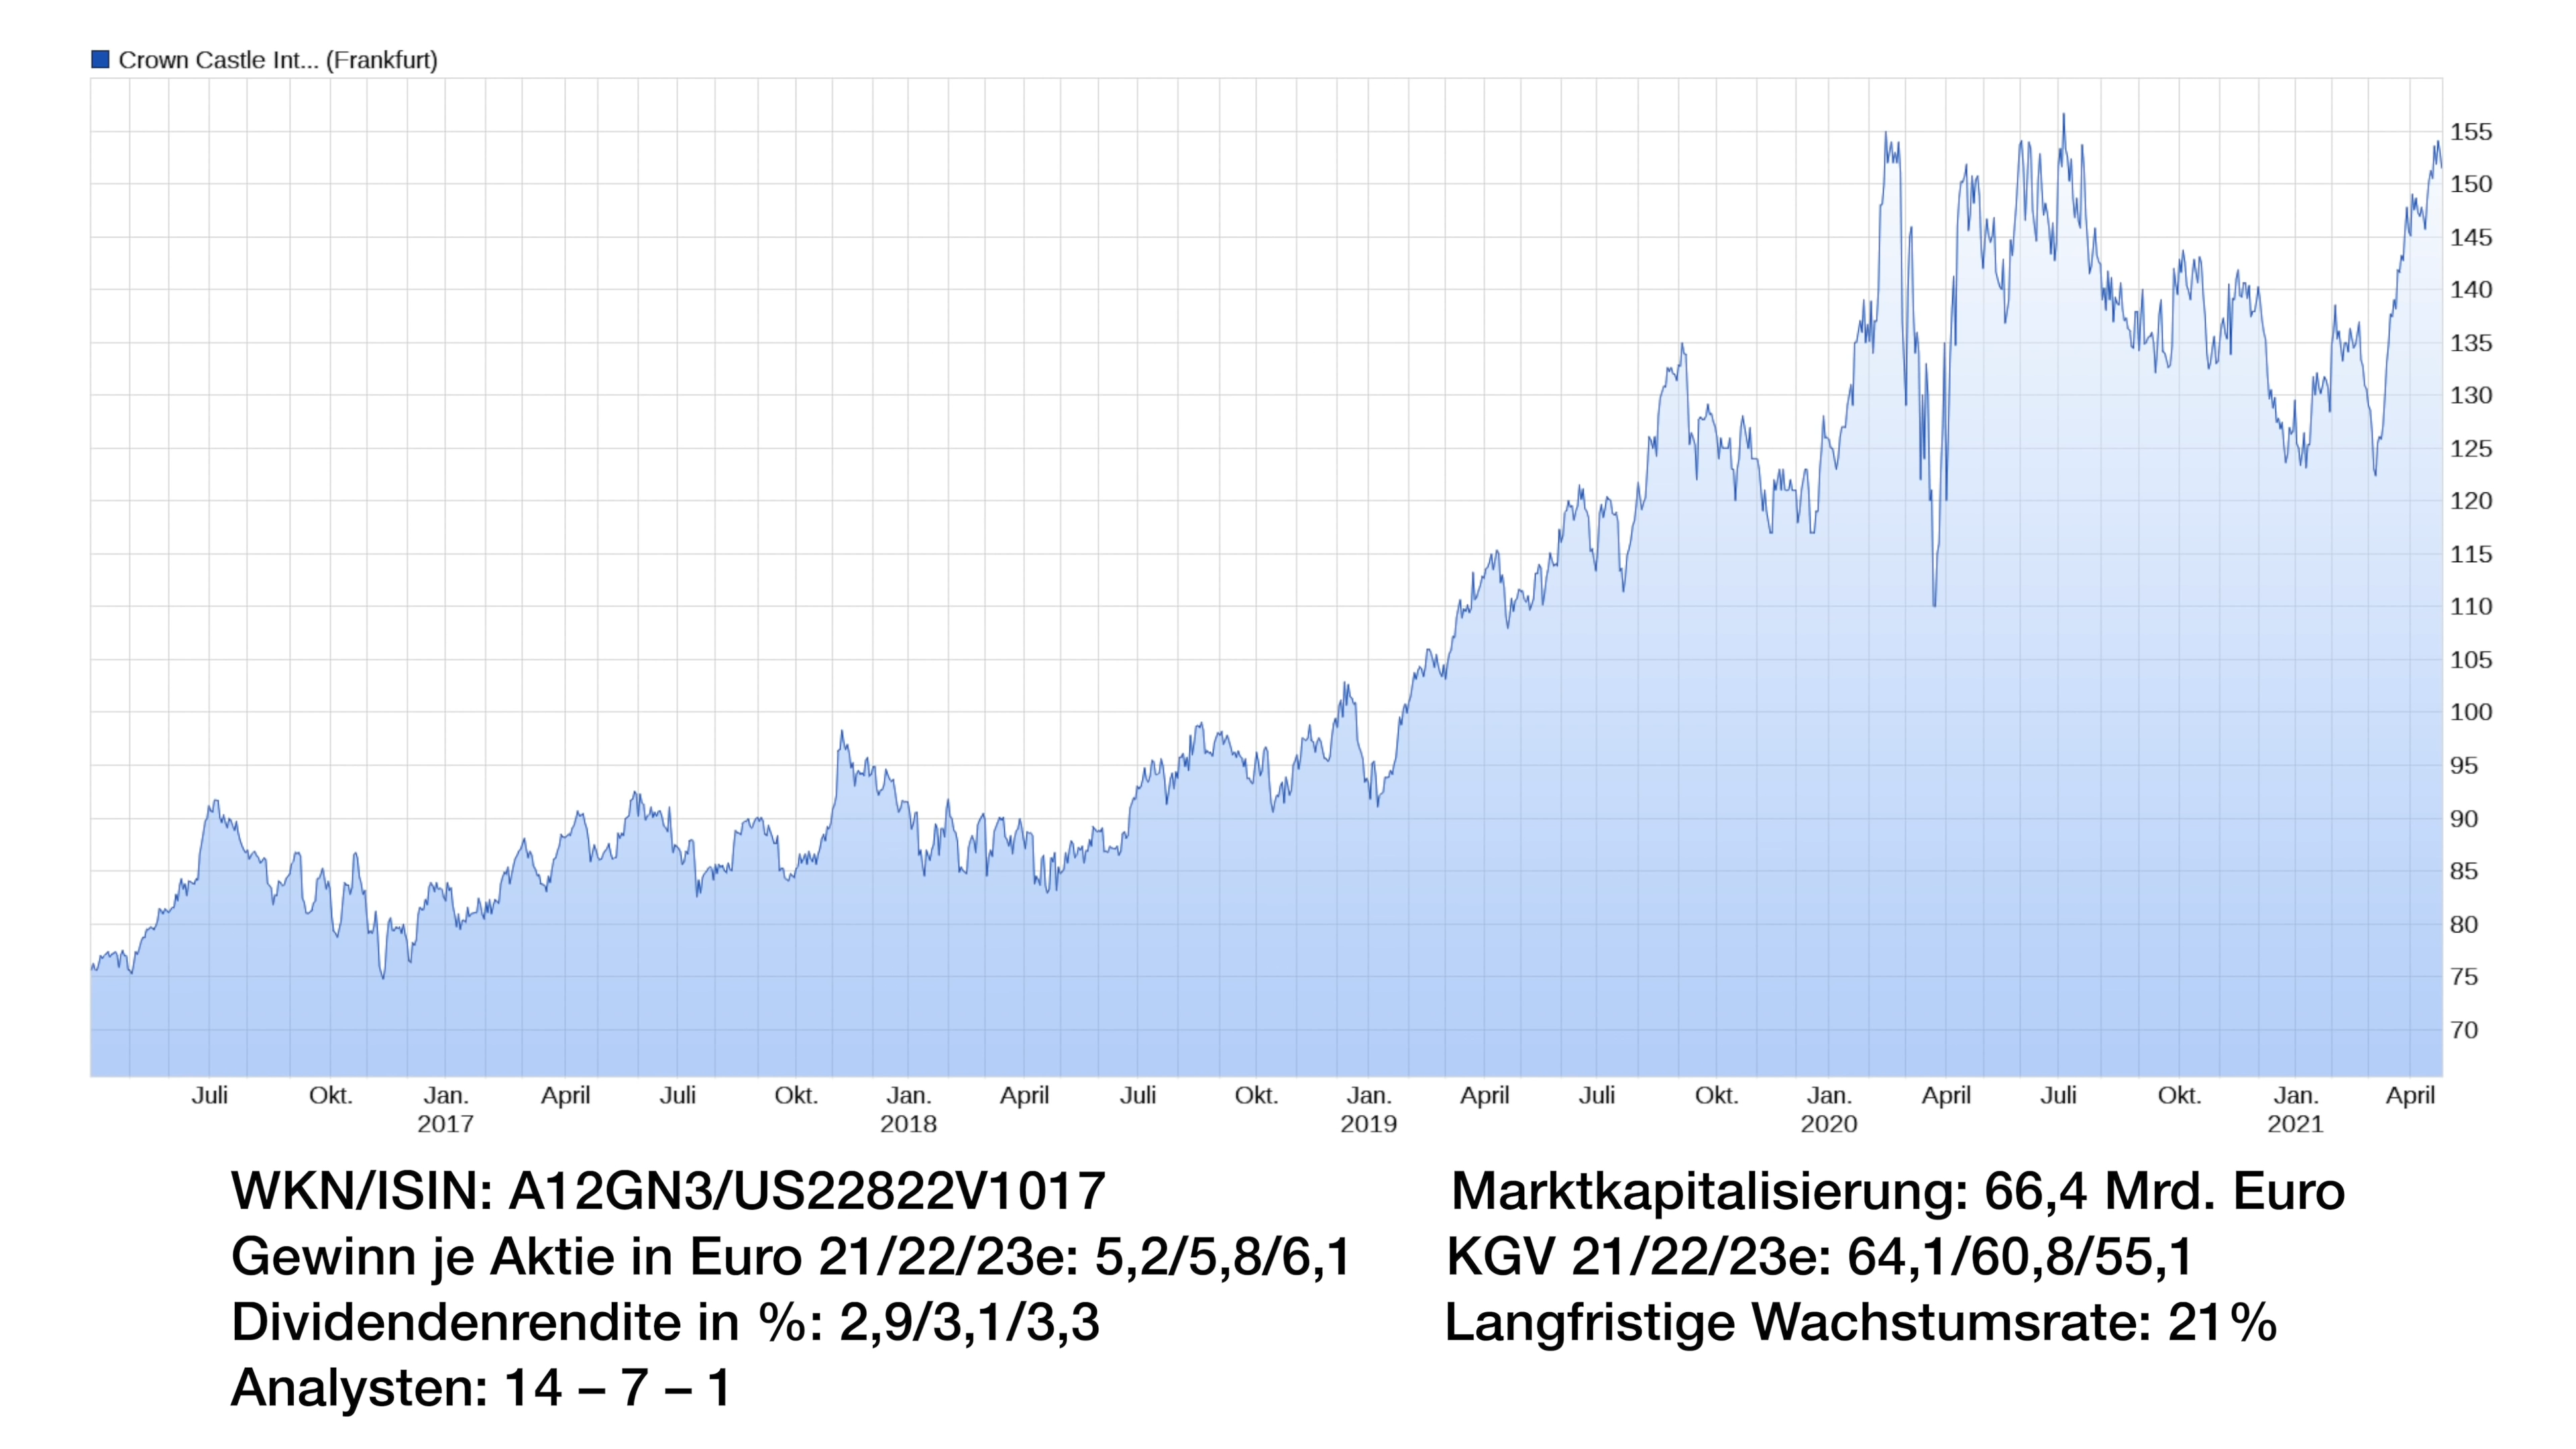 Crown Castle Int... (Frankfurt)
155
150
145
140
135
130
125
120
115
110
105
100
95
90
85
80
75
70
Juli Okt. Jan. April Juli Okt. Jan. April Juli Okt. Jan. April Juli Okt. Jan. April Juli Okt. Jan. April
2017 2018 2019 2020 2021
WKN/ISIN: A12GN3/US22822V1017
Gewinn je Aktie in Euro 21/22/23e: 5,2/5,8/6,1
Dividendenrendite in %: 2,9/3,1/3,3
Analysten: 14 – 7 – 1
Marktkapitalisierung: 66,4 Mrd. Euro
KGV 21/22/23e: 64,1/60,8/55,1
Langfristige Wachstumsrate: 21 %